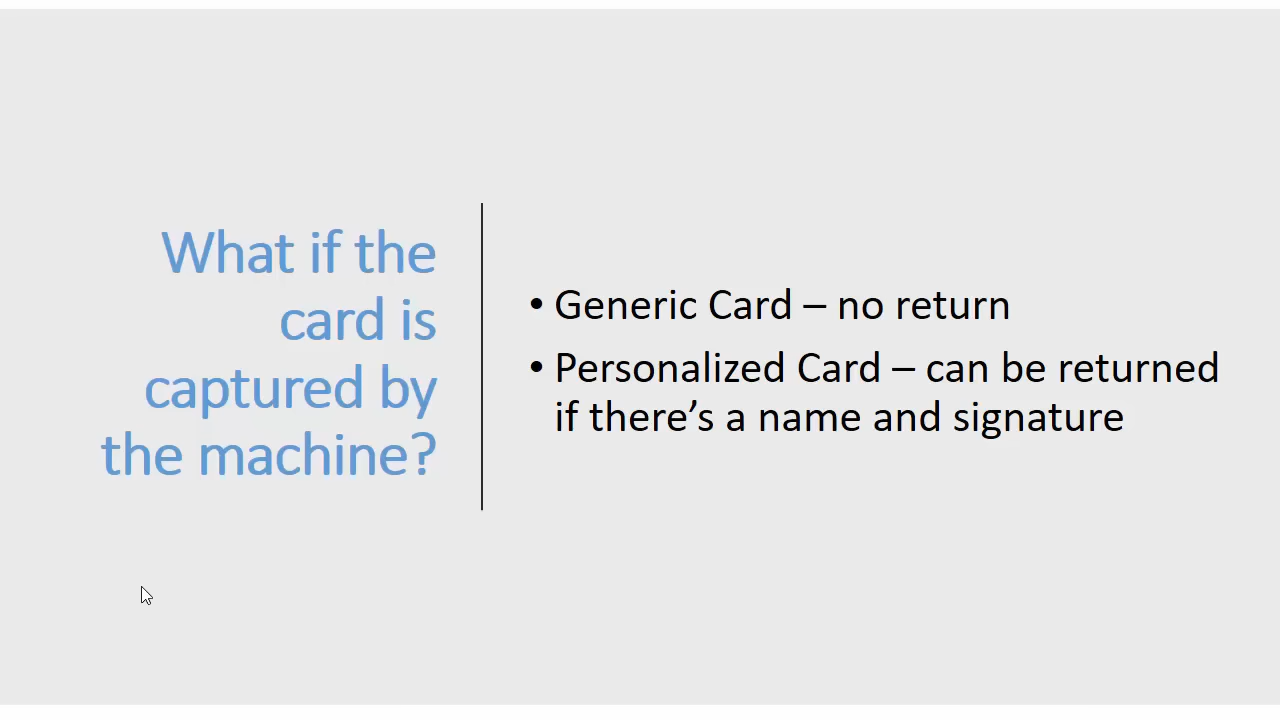 What if the
card is
captured by
the machine?
• Generic Card – no return
• Personalized Card – can be returned
if there’s a name and signature